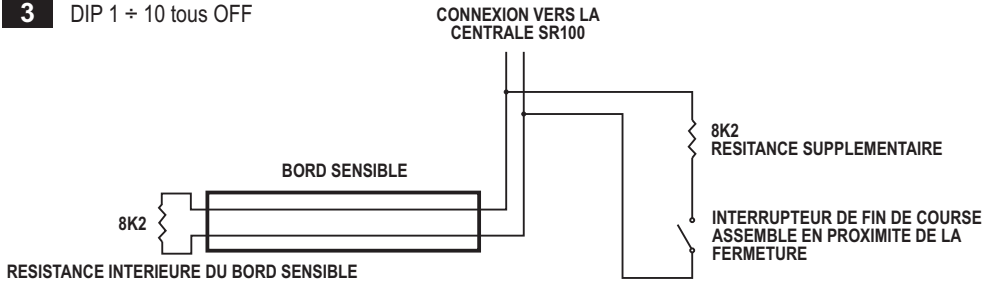 3 DIP 1 ÷ 10 tous OFF
CONNEXION VERS LA
CENTRALE SR100
8K2
RESITANCE SUPPLEMENTAIRE
BORD SENSIBLE
8K2
INTERRUPTEUR DE FIN DE COURSE
ASSEMBLE EN PROXIMITE DE LA
FERMETURE
RESISTANCE INTERIEURE DU BORD SENSIBLE